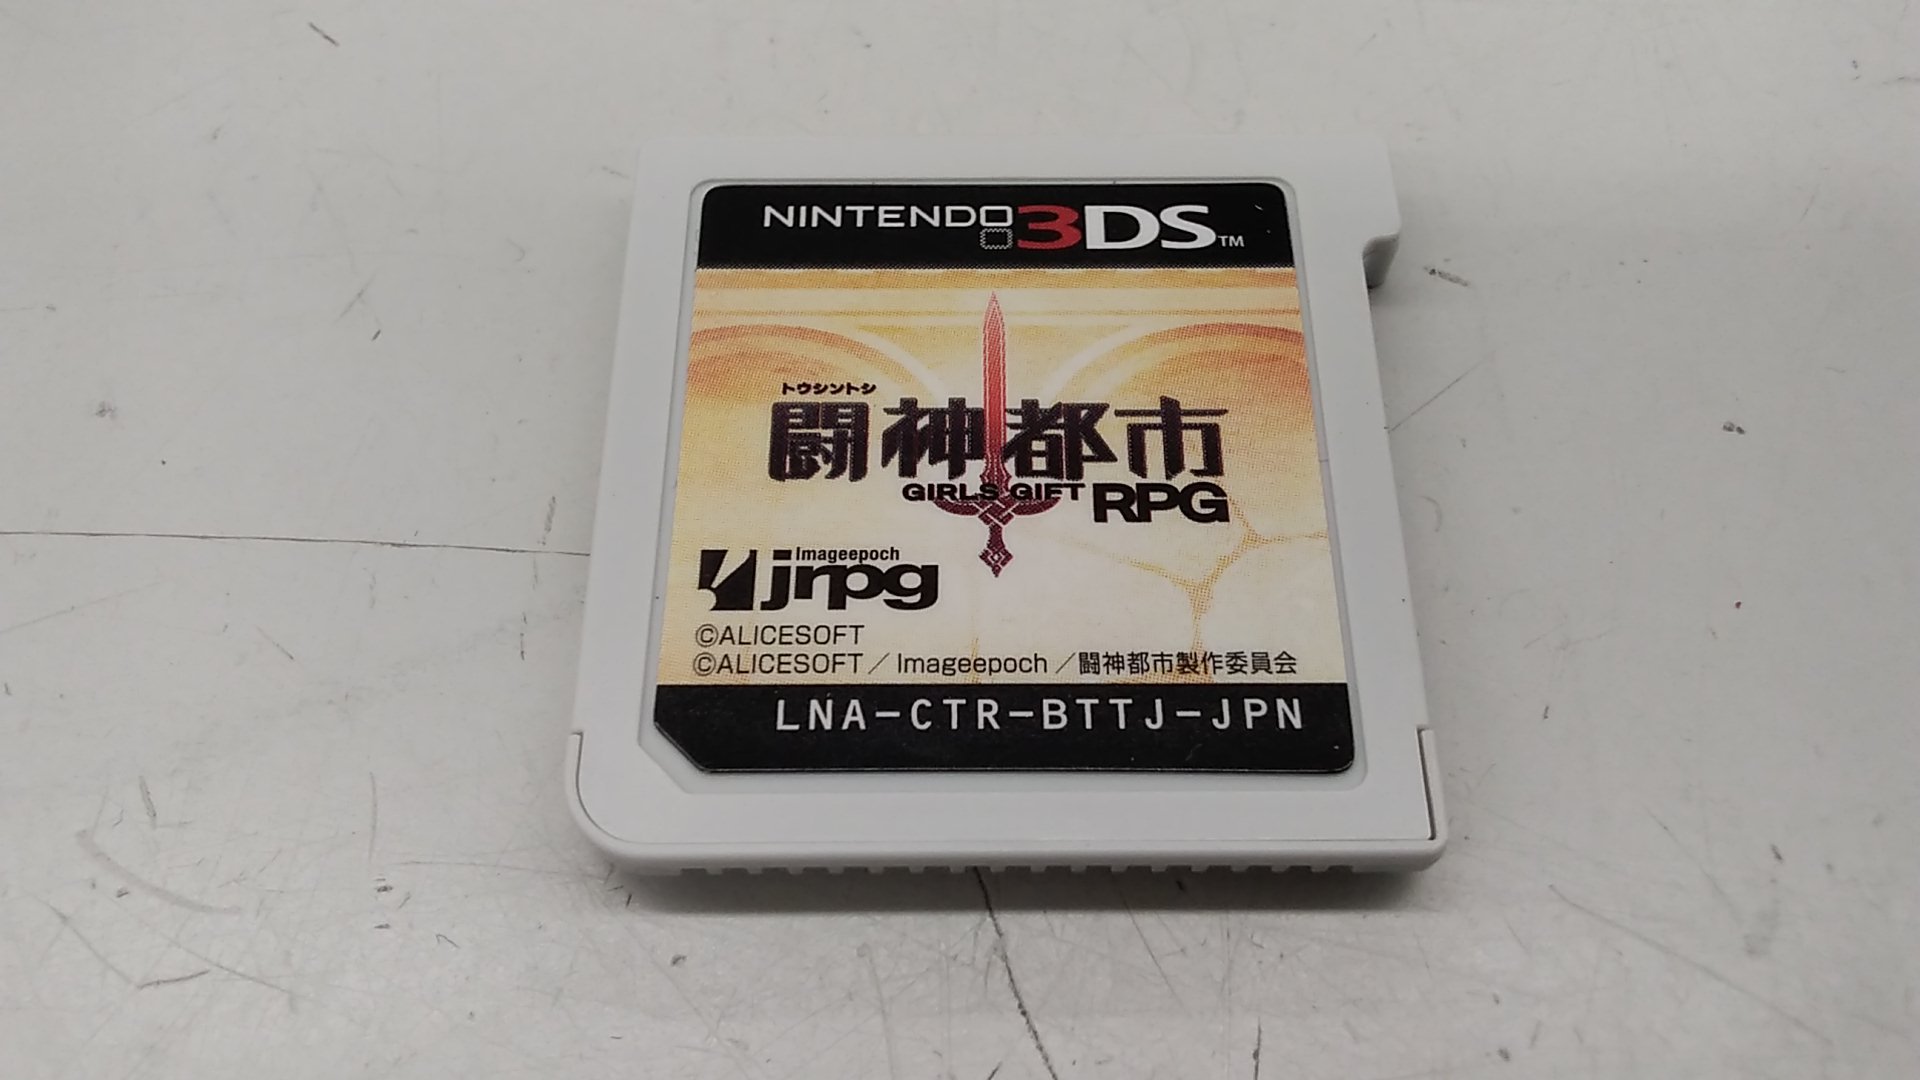 NINTENDO 3DS™
トウシントシ
闘神都市
GIRLS GIFT RPG
Imageepoch
jrpg
©ALICESOFT
©ALICESOFT／Imageepoch／闘神都市製作委員会
LNA-CTR-BTTJ-JPN